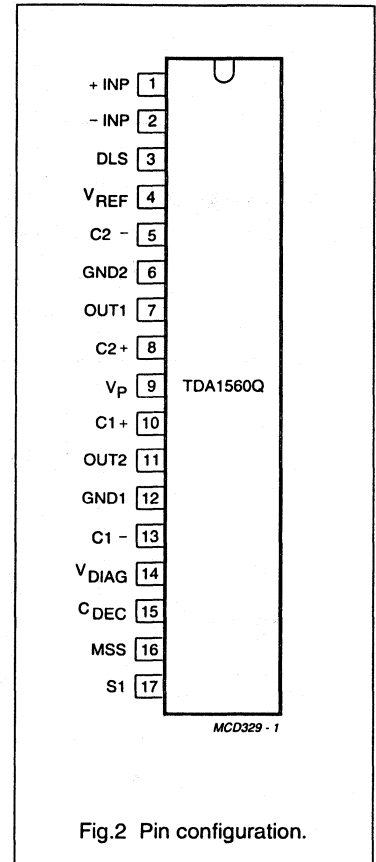 + INP 1
− INP 2
DLS 3
VREF 4
C2 − 5
GND2 6
OUT1 7
C2 + 8
VP 9 TDA1560Q
C1 + 10
OUT2 11
GND1 12
C1 − 13
VDIAG 14
CDEC 15
MSS 16
S1 17
MCD329 - 1
Fig.2 Pin configuration.